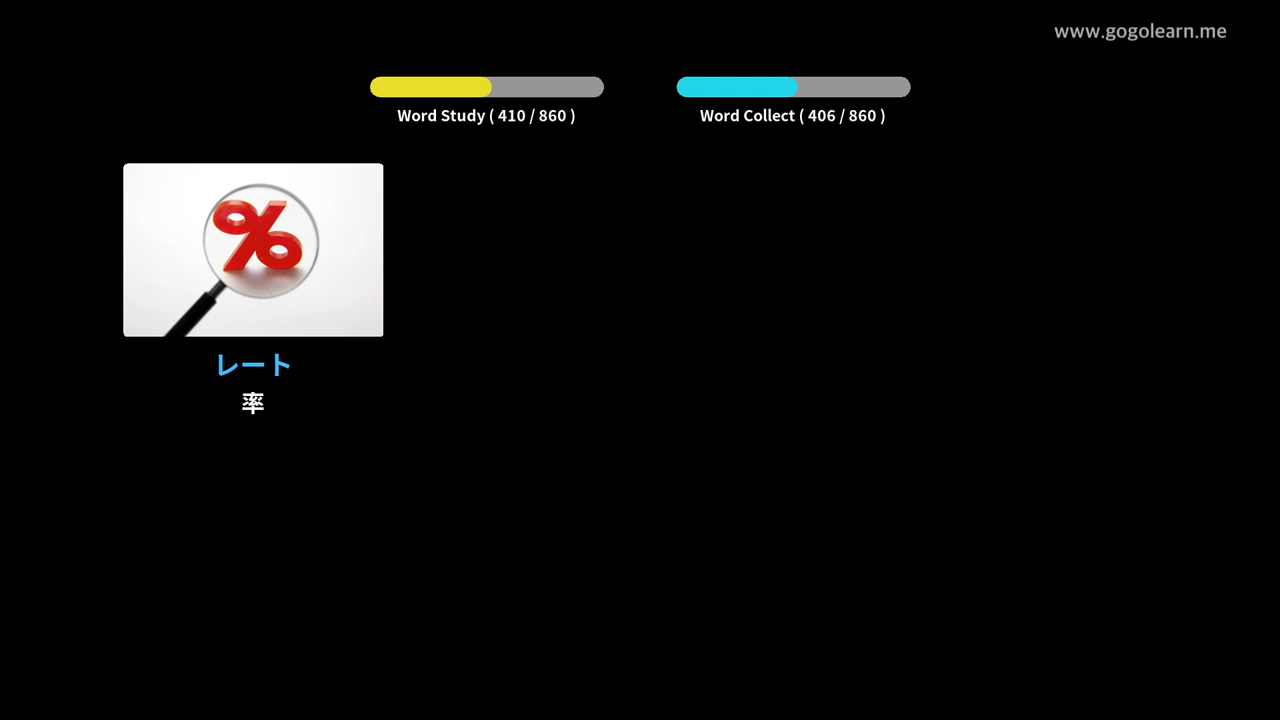 www.gogolearn.me
Word Study ( 410 / 860 )
Word Collect ( 406 / 860 )
%
レート
率